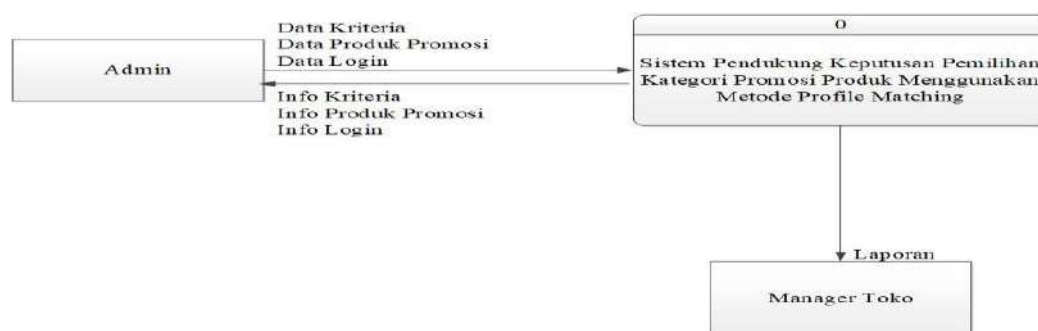 Admin
Data Kriteria
Data Produk Promosi
Data Login
Info Kriteria
Info Produk Promosi
Info Login
0
Sistem Pendukung Keputusan Pemilihan
Kategori Promosi Produk Menggunakan
Metode Profile Matching
Laporan
Manager Toko